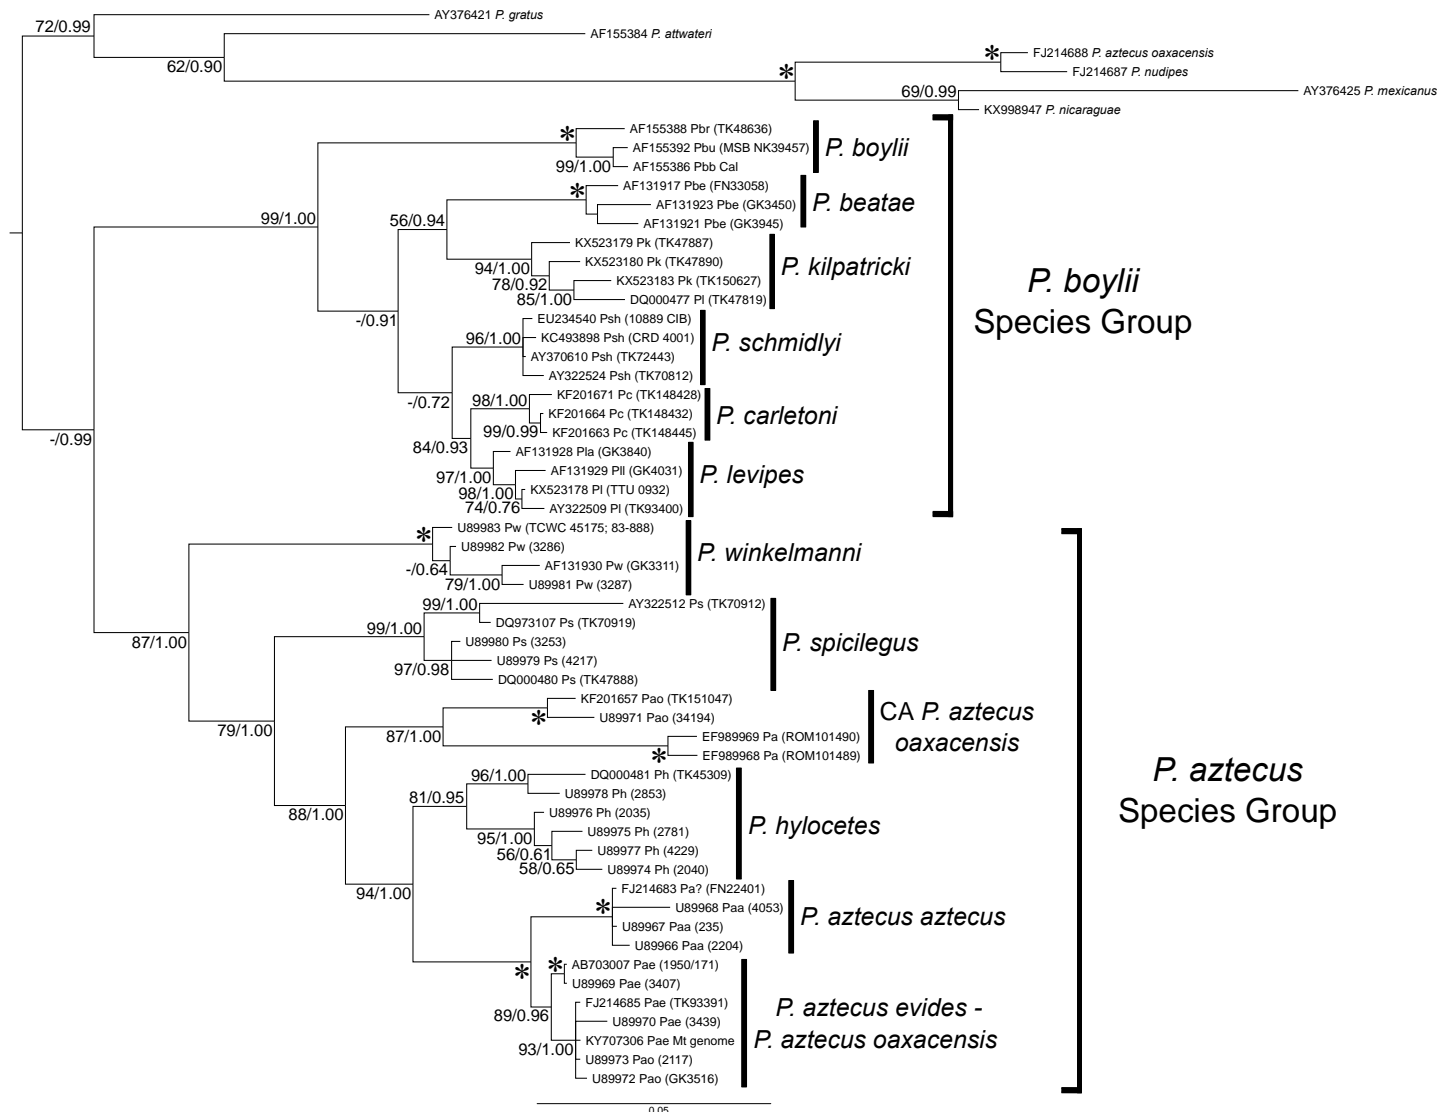 72/0.99
AY376421 P. gratus
AF155384 P. attwateri
62/0.90
*
FJ214688 P. aztecus oaxacensis
*
FJ214687 P. nudipes
69/0.99
AY376425 P. mexicanus
KX998947 P. nicaraguae
*
AF155388 Pbr (TK48636)
AF155392 Pbu (MSB NK39457)
99/1.00
AF155386 Pbb Cal
P. boylii
*
AF131917 Pbe (FN33058)
AF131923 Pbe (GK3450)
AF131921 Pbe (GK3945)
P. beatae
99/1.00
56/0.94
KX523179 Pk (TK47887)
94/1.00
KX523180 Pk (TK47890)
78/0.92
KX523183 Pk (TK150627)
85/1.00
DQ000477 Pl (TK47819)
P. kilpatricki
-/0.91
EU234540 Psh (10889 CIB)
96/1.00
KC493898 Psh (CRD 4001)
AY370610 Psh (TK72443)
AY322524 Psh (TK70812)
P. schmidlyi
-/0.72
98/1.00
KF201671 Pc (TK148428)
KF201664 Pc (TK148432)
99/0.99
KF201663 Pc (TK148445)
P. carletoni
84/0.93
AF131928 Pla (GK3840)
97/1.00
AF131929 Pll (GK4031)
98/1.00
KX523178 Pl (TTU 0932)
74/0.76
AY322509 Pl (TK93400)
P. levipes
P. boylii
Species Group
-/0.99
*
U89983 Pw (TCWC 45175; 83-888)
U89982 Pw (3286)
-/0.64
AF131930 Pw (GK3311)
79/1.00
U89981 Pw (3287)
P. winkelmanni
87/1.00
99/1.00
AY322512 Ps (TK70912)
DQ973107 Ps (TK70919)
99/1.00
U89980 Ps (3253)
U89979 Ps (4217)
97/0.98
DQ000480 Ps (TK47888)
P. spicilegus
79/1.00
KF201657 Pao (TK151047)
*
U89971 Pao (34194)
87/1.00
EF989969 Pa (ROM101490)
*
EF989968 Pa (ROM101489)
CA P. aztecus
oaxacensis
88/1.00
96/1.00
DQ000481 Ph (TK45309)
U89978 Ph (2853)
81/0.95
U89976 Ph (2035)
95/1.00
U89975 Ph (2781)
56/0.61
U89977 Ph (4229)
58/0.65
U89974 Ph (2040)
P. hylocetes
94/1.00
FJ214683 Pa? (FN22401)
*
U89968 Paa (4053)
U89967 Paa (235)
U89966 Paa (2204)
P. aztecus aztecus
*
*
AB703007 Pae (1950/171)
U89969 Pae (3407)
89/0.96
FJ214685 Pae (TK93391)
U89970 Pae (3439)
93/1.00
KY707306 Pae Mt genome
U89973 Pao (2117)
U89972 Pao (GK3516)
P. aztecus evides -
P. aztecus oaxacensis
P. aztecus
Species Group
0.05